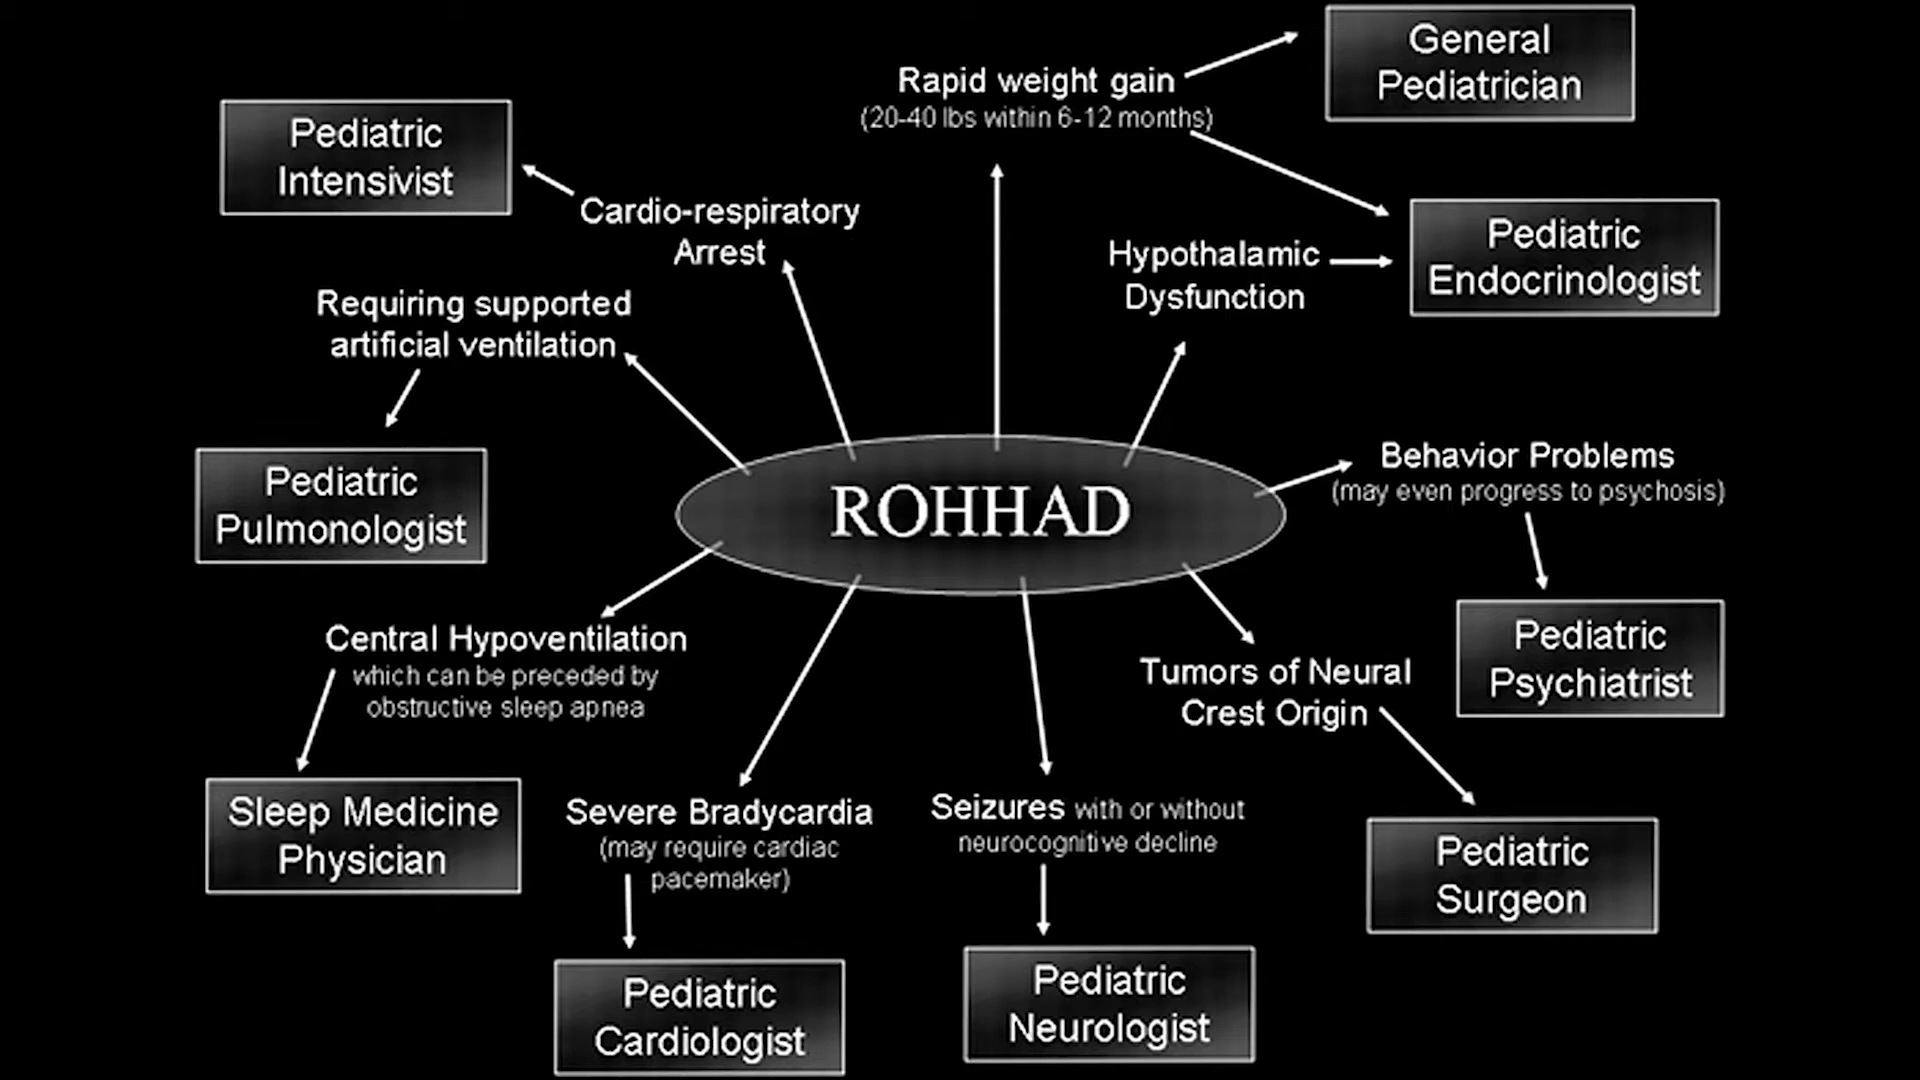 General
Pediatrician
Rapid weight gain
(20-40 lbs within 6-12 months)
Pediatric
Intensivist
Cardio-respiratory
Arrest
Hypothalamic
Dysfunction
Pediatric
Endocrinologist
Requiring supported
artificial ventilation
Pediatric
Pulmonologist
ROHHAD
Behavior Problems
(may even progress to psychosis)
Pediatric
Psychiatrist
Central Hypoventilation
which can be preceded by
obstructive sleep apnea
Tumors of Neural
Crest Origin
Sleep Medicine
Physician
Severe Bradycardia
(may require cardiac
pacemaker)
Seizures with or without
neurocognitive decline
Pediatric
Surgeon
Pediatric
Cardiologist
Pediatric
Neurologist